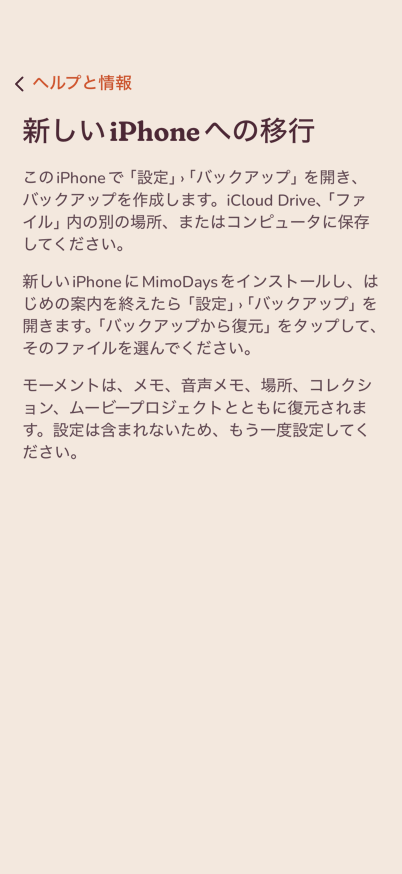 ヘルプと情報
新しいiPhoneへの移行
このiPhoneで「設定」›「バックアップ」を開き、
バックアップを作成します。iCloud Drive、「ファ
イル」内の別の場所、またはコンピュータに保存
してください。
新しいiPhoneにMimoDaysをインストールし、は
じめの案内を終えたら「設定」›「バックアップ」を
開きます。「バックアップから復元」をタップして、
そのファイルを選んでください。
モーメントは、メモ、音声メモ、場所、コレクシ
ョン、ムービープロジェクトとともに復元されま
す。設定は含まれないため、もう一度設定してく
ださい。